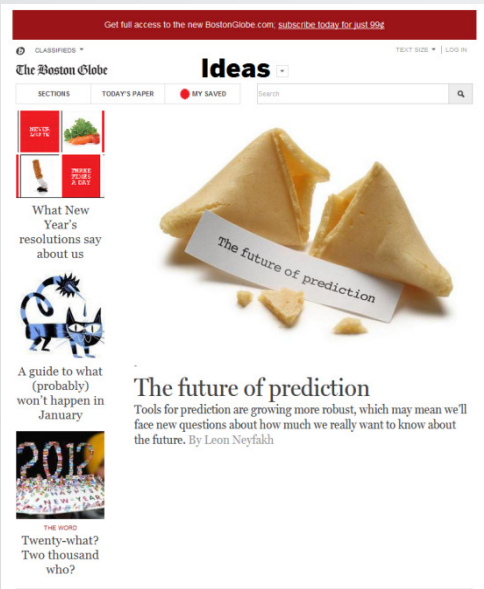 Get full access to the new BostonGlobe.com; subscribe today for just 99¢
b CLASSIFIEDS
TEXT SIZE | LOG IN
The Boston Globe
Ideas
SECTIONS
TODAY'S PAPER
MY SAVED
Search
NEVER
THREE
TIMES
A DAY
What New
Year's
resolutions say
about us
The future of prediction
A guide to what
(probably)
won't happen in
January
The future of prediction
Tools for prediction are growing more robust, which may mean we'll
face new questions about how much we really want to know about
the future. By Leon Neyfakh
THE WORD
Twenty-what?
Two thousand
who?